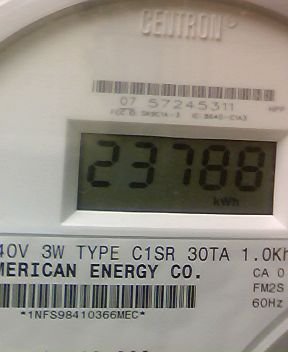 CENTRON®
07 57245311
23788
kWh
40V 3W TYPE C1SR 30TA 1.0Kh
MERICAN ENERGY CO.
CA 0
FM2S
60Hz
*1NFS98410366MEC*